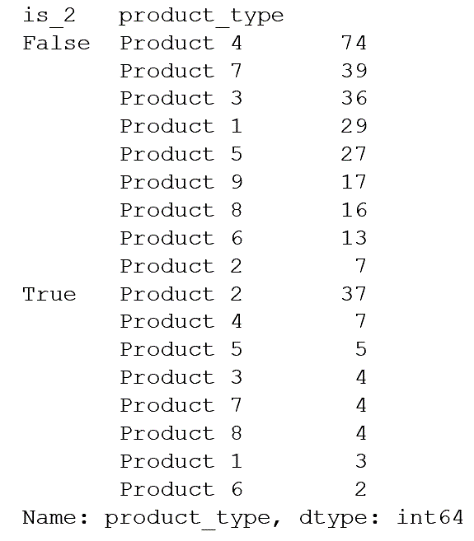 is_2 product_type
False Product 4 74
Product 7 39
Product 3 36
Product 1 29
Product 5 27
Product 9 17
Product 8 16
Product 6 13
Product 2 7
True Product 2 37
Product 4 7
Product 5 5
Product 3 4
Product 7 4
Product 8 4
Product 1 3
Product 6 2
Name: product_type, dtype: int64